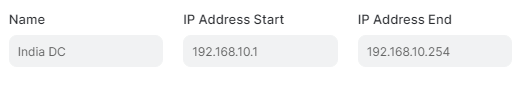 Name IP Address Start IP Address End
India DC 192.168.10.1 192.168.10.254